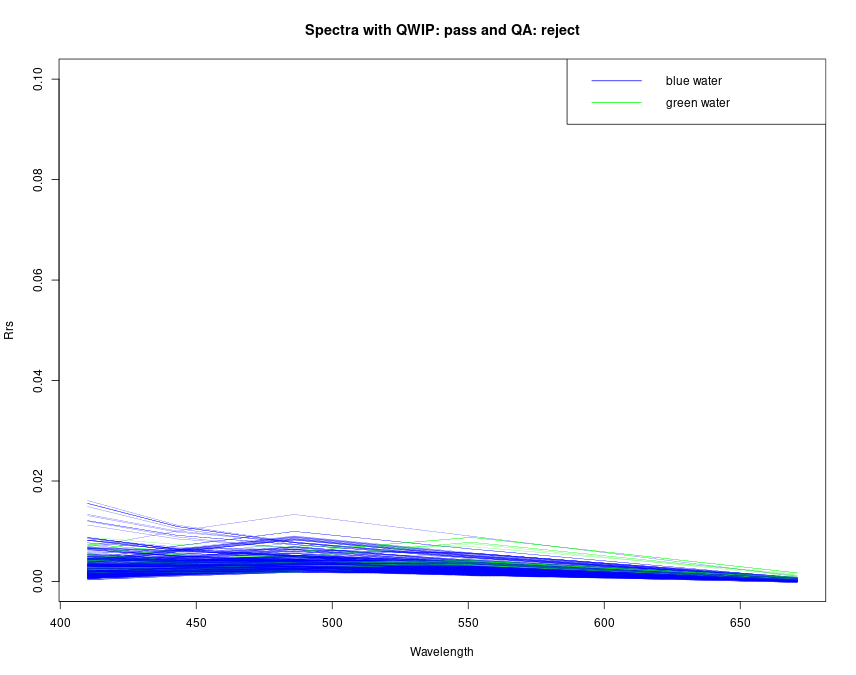 Spectra with QWIP: pass and QA: reject
blue water
green water
0.10
0.08
0.06
0.04
0.02
0.00
Rrs
400 450 500 550 600 650
Wavelength